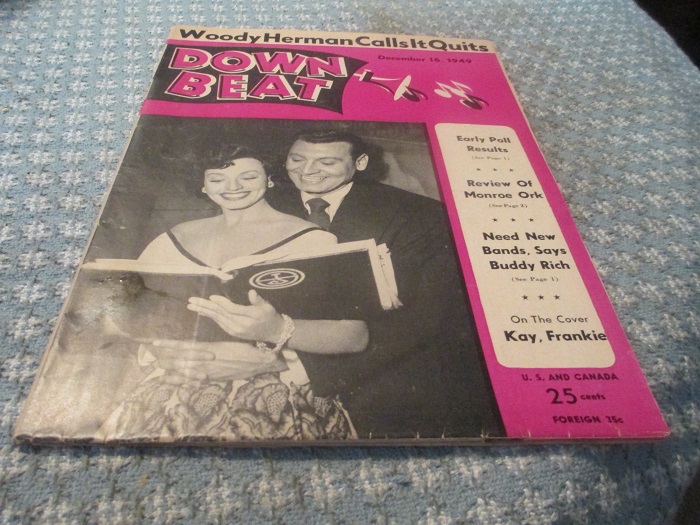 Woody Herman Calls It Quits
DOWN
BEAT
December 16, 1949
Early Poll
Results
(See Page 1)
* * *
Review Of
Monroe Ork
(See Page 2)
* * *
Need New
Bands, Says
Buddy Rich
(See Page 1)
* * *
On The Cover
Kay, Frankie
U. S. AND CANADA
25 cents
FOREIGN 35c